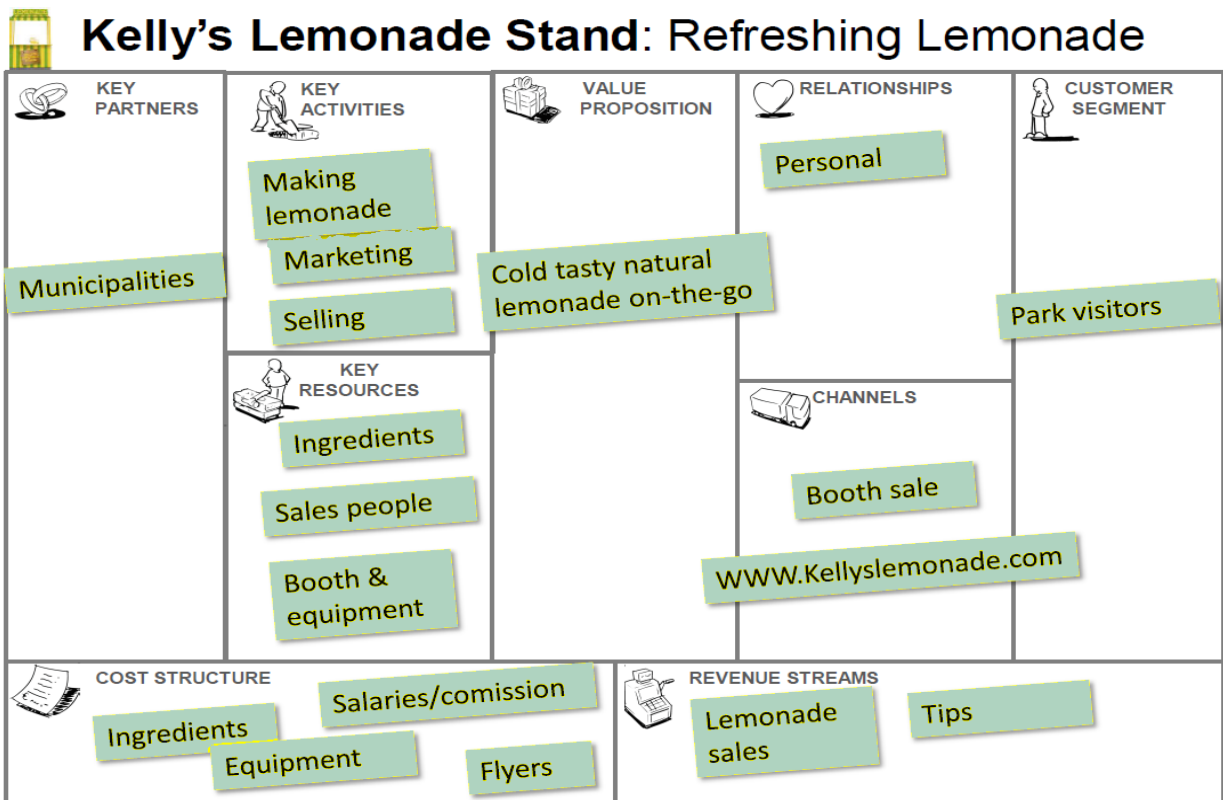 Kelly's Lemonade Stand: Refreshing Lemonade
KEY
PARTNERS
Municipalities
KEY
ACTIVITIES
Making
lemonade
Marketing
Selling
KEY
RESOURCES
Ingredients
Sales people
Booth &
equipment
VALUE
PROPOSITION
Cold tasty natural
lemonade on-the-go
RELATIONSHIPS
Personal
CHANNELS
Booth sale
WWW.Kellyslemonade.com
CUSTOMER
SEGMENT
Park visitors
COST STRUCTURE
Salaries/comission
Ingredients
Equipment
Flyers
REVENUE STREAMS
Lemonade
sales
Tips